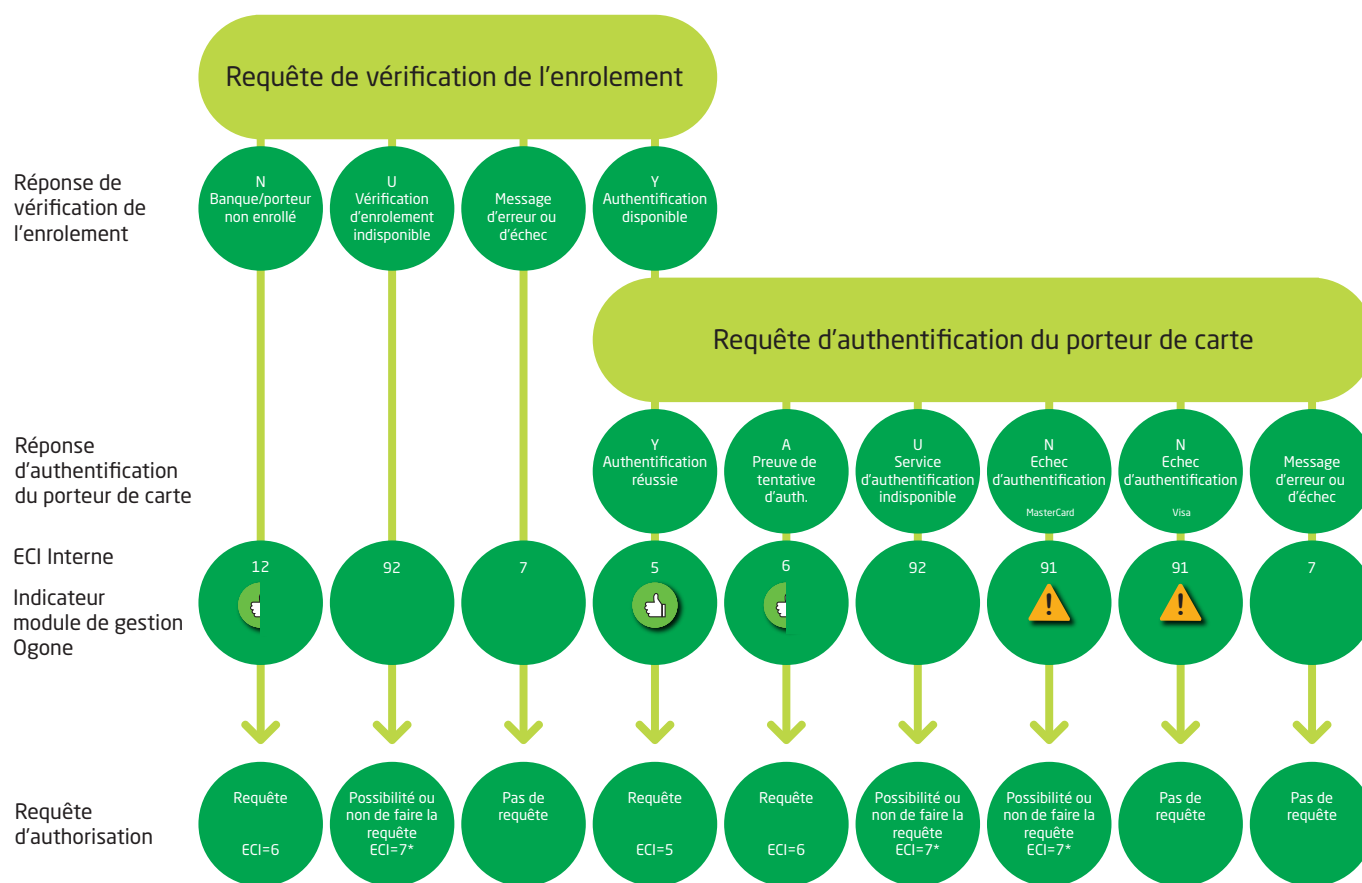 Requête de vérification de l'enrolement
Réponse de
vérification de
l'enrolement
N
Banque/porteur
non enrollé
U
Vérification
d'enrolement
indisponible
Message
d'erreur ou
d'échec
Y
Authentification
disponible
Requête d'authentification du porteur de carte
Réponse
d'authentification
du porteur de carte
Y
Authentification
réussie
A
Preuve de
tentative
d'auth.
U
Service
d'authentification
indisponible
N
Echec
d'authentification
MasterCard
N
Echec
d'authentification
Visa
Message
d'erreur ou
d'échec
ECI Interne
Indicateur
module de gestion
Ogone
12
92
7
5
6
92
91
91
7
Requête
d'authorisation
Requête
ECI=6
Possibilité ou
non de faire la
requête
ECI=7*
Pas de
requête
Requête
ECI=5
Requête
ECI=6
Possibilité ou
non de faire la
requête
ECI=7*
Possibilité ou
non de faire la
requête
ECI=7*
Pas de
requête
Pas de
requête